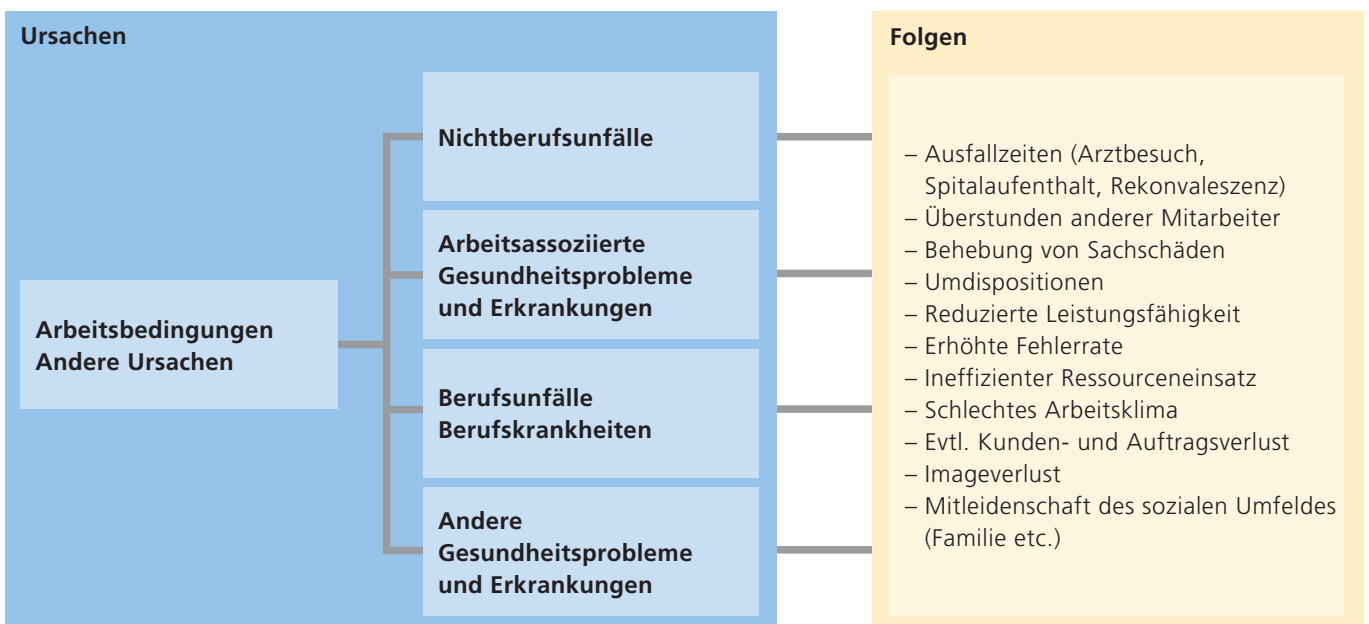 Ursachen
Arbeitsbedingungen
Andere Ursachen
Nichtberufsunfälle
Arbeitsassoziierte
Gesundheitsprobleme
und Erkrankungen
Berufsunfälle
Berufskrankheiten
Andere
Gesundheitsprobleme
und Erkrankungen
Folgen
– Ausfallzeiten (Arztbesuch,
Spitalaufenthalt, Rekonvaleszenz)
– Überstunden anderer Mitarbeiter
– Behebung von Sachschäden
– Umdispositionen
– Reduzierte Leistungsfähigkeit
– Erhöhte Fehlerrate
– Ineffizienter Ressourceneinsatz
– Schlechtes Arbeitsklima
– Evtl. Kunden- und Auftragsverlust
– Imageverlust
– Mitleidenschaft des sozialen Umfeldes
(Familie etc.)